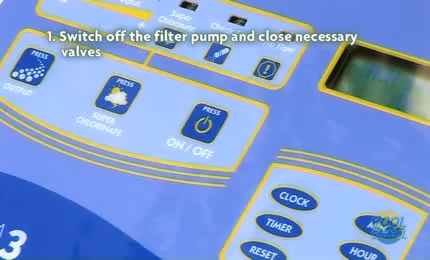 Super
Chlorinate
1. Switch off the filter pump and close necessary
valves
PRESS
OUTPUT
PRESS
SUPER
CHLORINATE
PRESS
ON / OFF
CLOCK
TIMER
RESET
HOUR
3